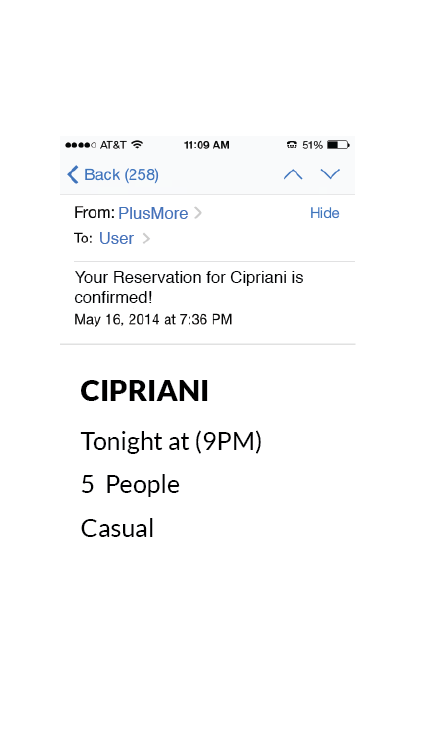 AT&T 11:09 AM 51%
Back (258)
From: PlusMore Hide
To: User
Your Reservation for Cipriani is
confirmed!
May 16, 2014 at 7:36 PM
CIPRIANI
Tonight at (9PM)
5 People
Casual